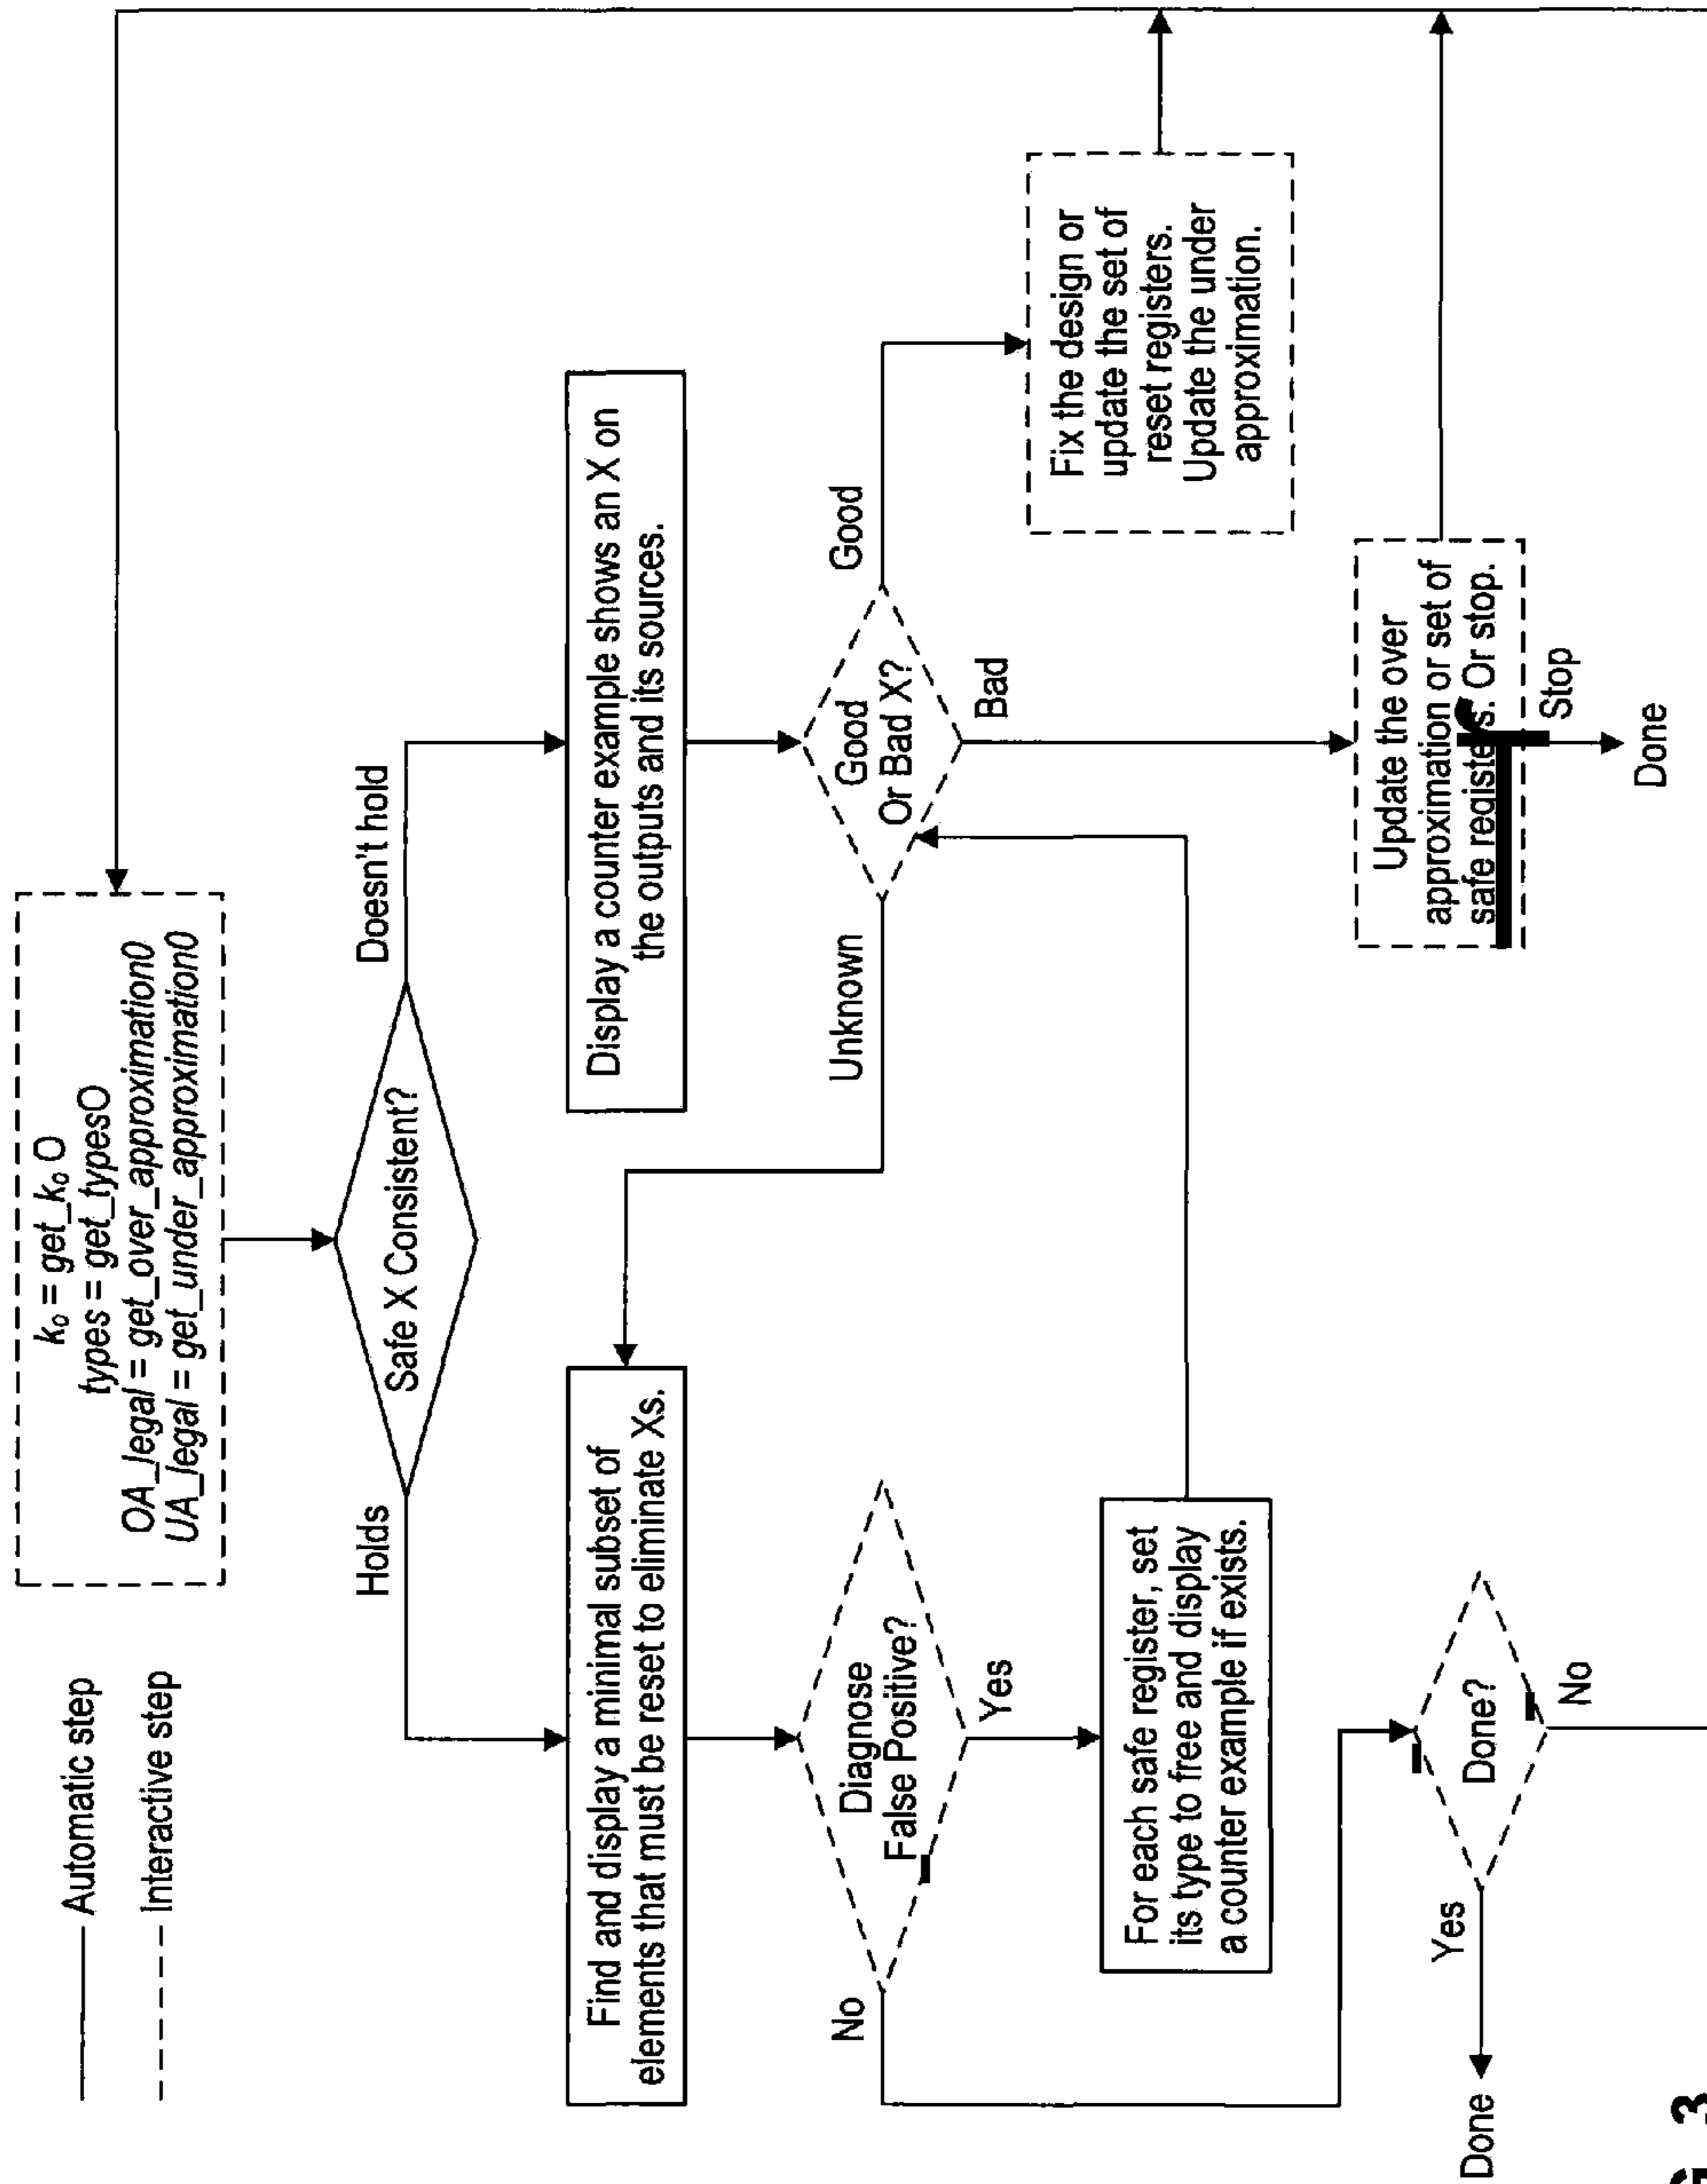 Automatic step
Interactive step
k₀ = get_k₀ O
types = get_typesO
OA_legal = get_over_approximation0
UA_legal = get_under_approximation0
Safe X Consistent?
Holds
Doesn't hold
Find and display a minimal subset of
elements that must be reset to eliminate Xs.
Display a counter example shows an X on
the outputs and its sources.
Diagnose
False Positive?
No
Yes
Unknown
Good
Or Bad X?
Good
Bad
For each safe register, set
its type to free and display
a counter example if exists.
Fix the design or
update the set of
reset registers.
Update the under
approximation.
Update the over
approximation or set of
safe registers. Or stop.
Stop
Done
Done?
Yes
No
Done
3